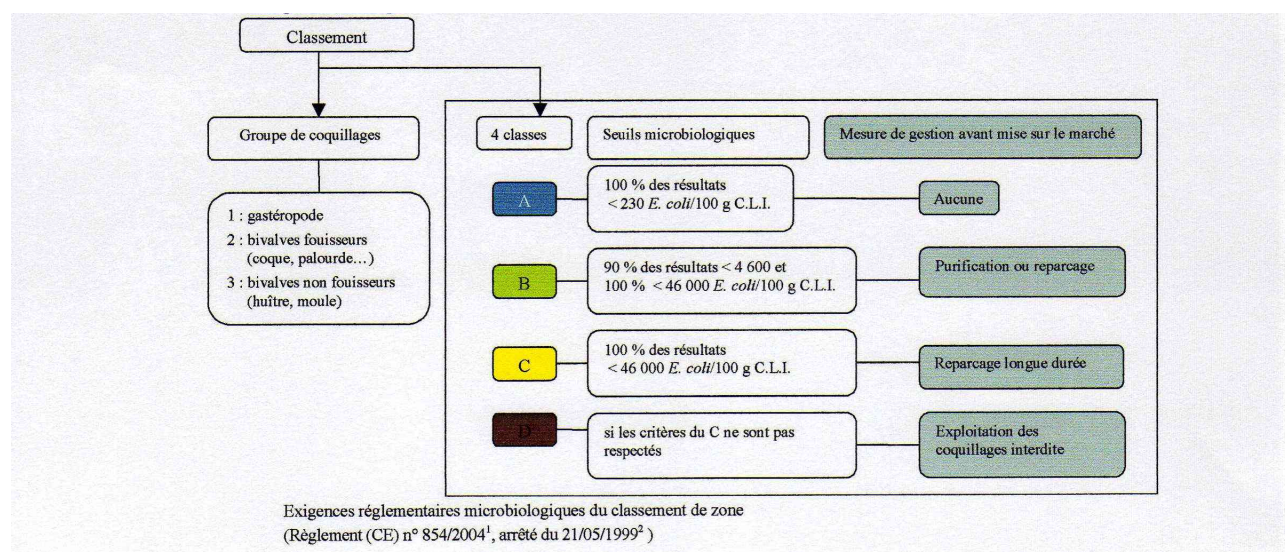 Classement
Groupe de coquillages
1 : gastéropode
2 : bivalves fouisseurs
(coque, palourde…)
3 : bivalves non fouisseurs
(huître, moule)
4 classes
Seuils microbiologiques
Mesure de gestion avant mise sur le marché
A
100 % des résultats
< 230 E. coli/100 g C.L.I.
Aucune
B
90 % des résultats < 4 600 et
100 % < 46 000 E. coli/100 g C.L.I.
Purification ou reparcage
C
100 % des résultats
< 46 000 E. coli/100 g C.L.I.
Reparcage longue durée
D
si les critères du C ne sont pas
respectés
Exploitation des
coquillages interdite
Exigences réglementaires microbiologiques du classement de zone
(Règlement (CE) n° 854/2004¹, arrêté du 21/05/1999² )